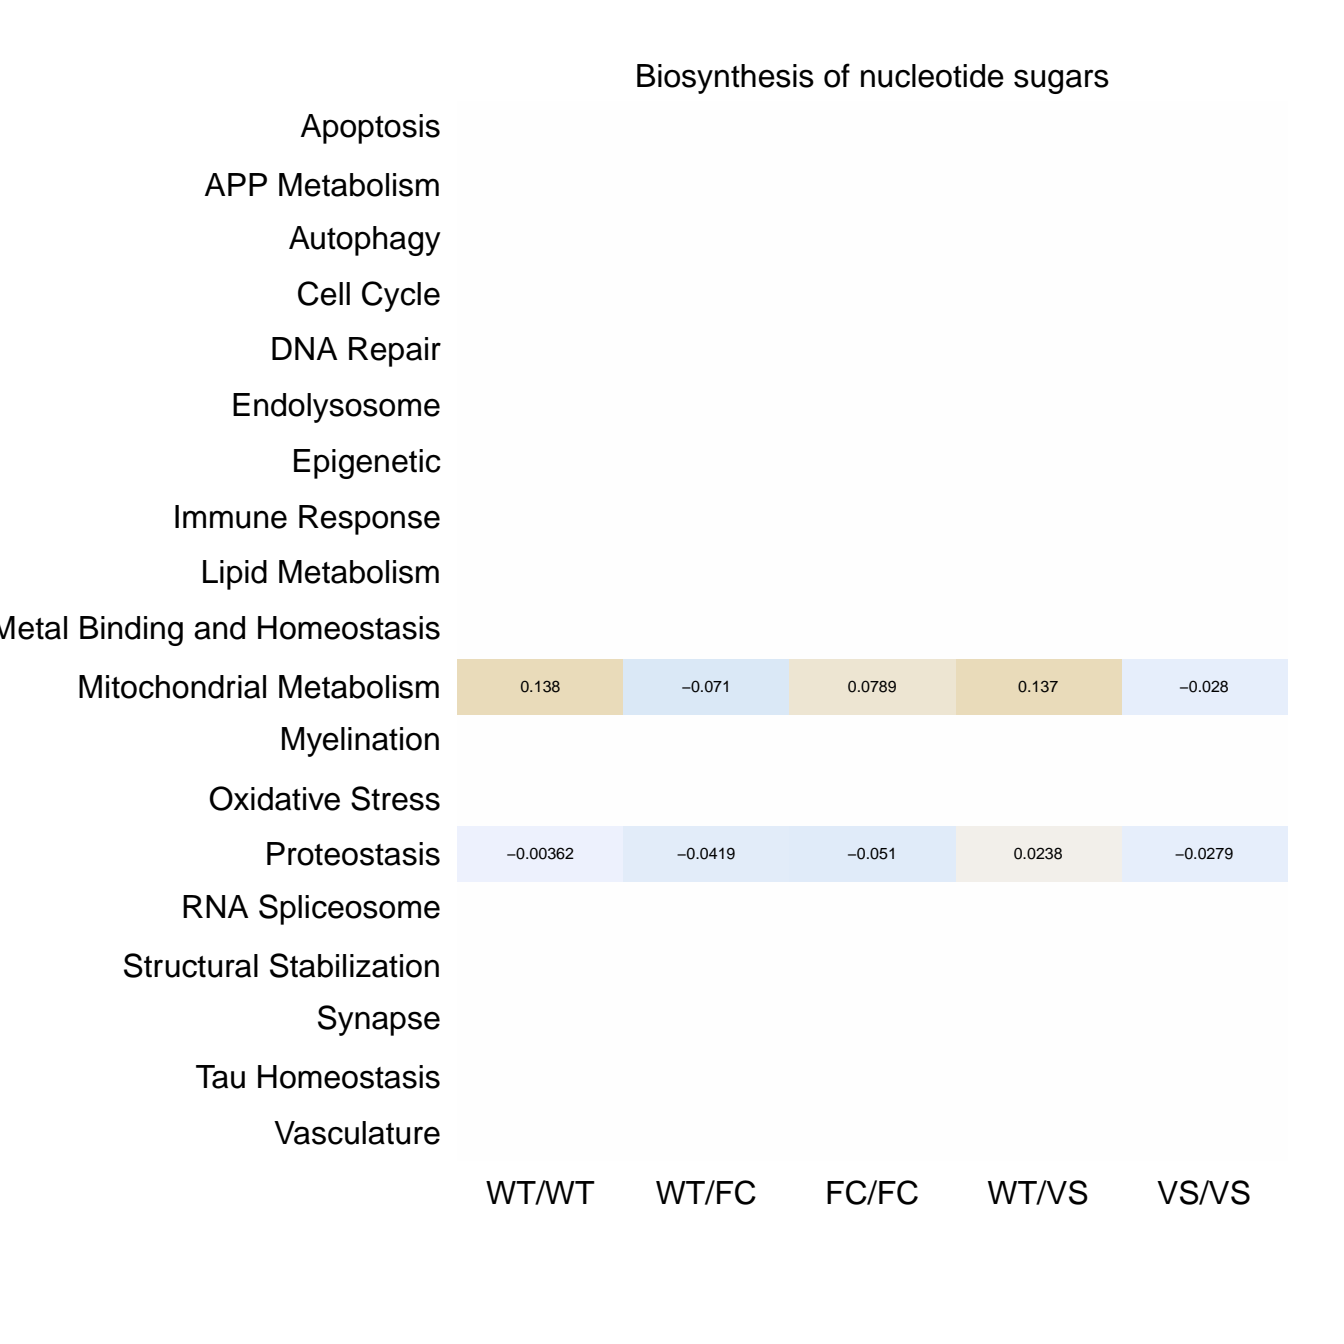 Biosynthesis of nucleotide sugars
Apoptosis
APP Metabolism
Autophagy
Cell Cycle
DNA Repair
Endolysosome
Epigenetic
Immune Response
Lipid Metabolism
Metal Binding and Homeostasis
Mitochondrial Metabolism 0.138 −0.071 0.0789 0.137 −0.028
Myelination
Oxidative Stress
Proteostasis −0.00362 −0.0419 −0.051 0.0238 −0.0279
RNA Spliceosome
Structural Stabilization
Synapse
Tau Homeostasis
Vasculature
WT/WT WT/FC FC/FC WT/VS VS/VS